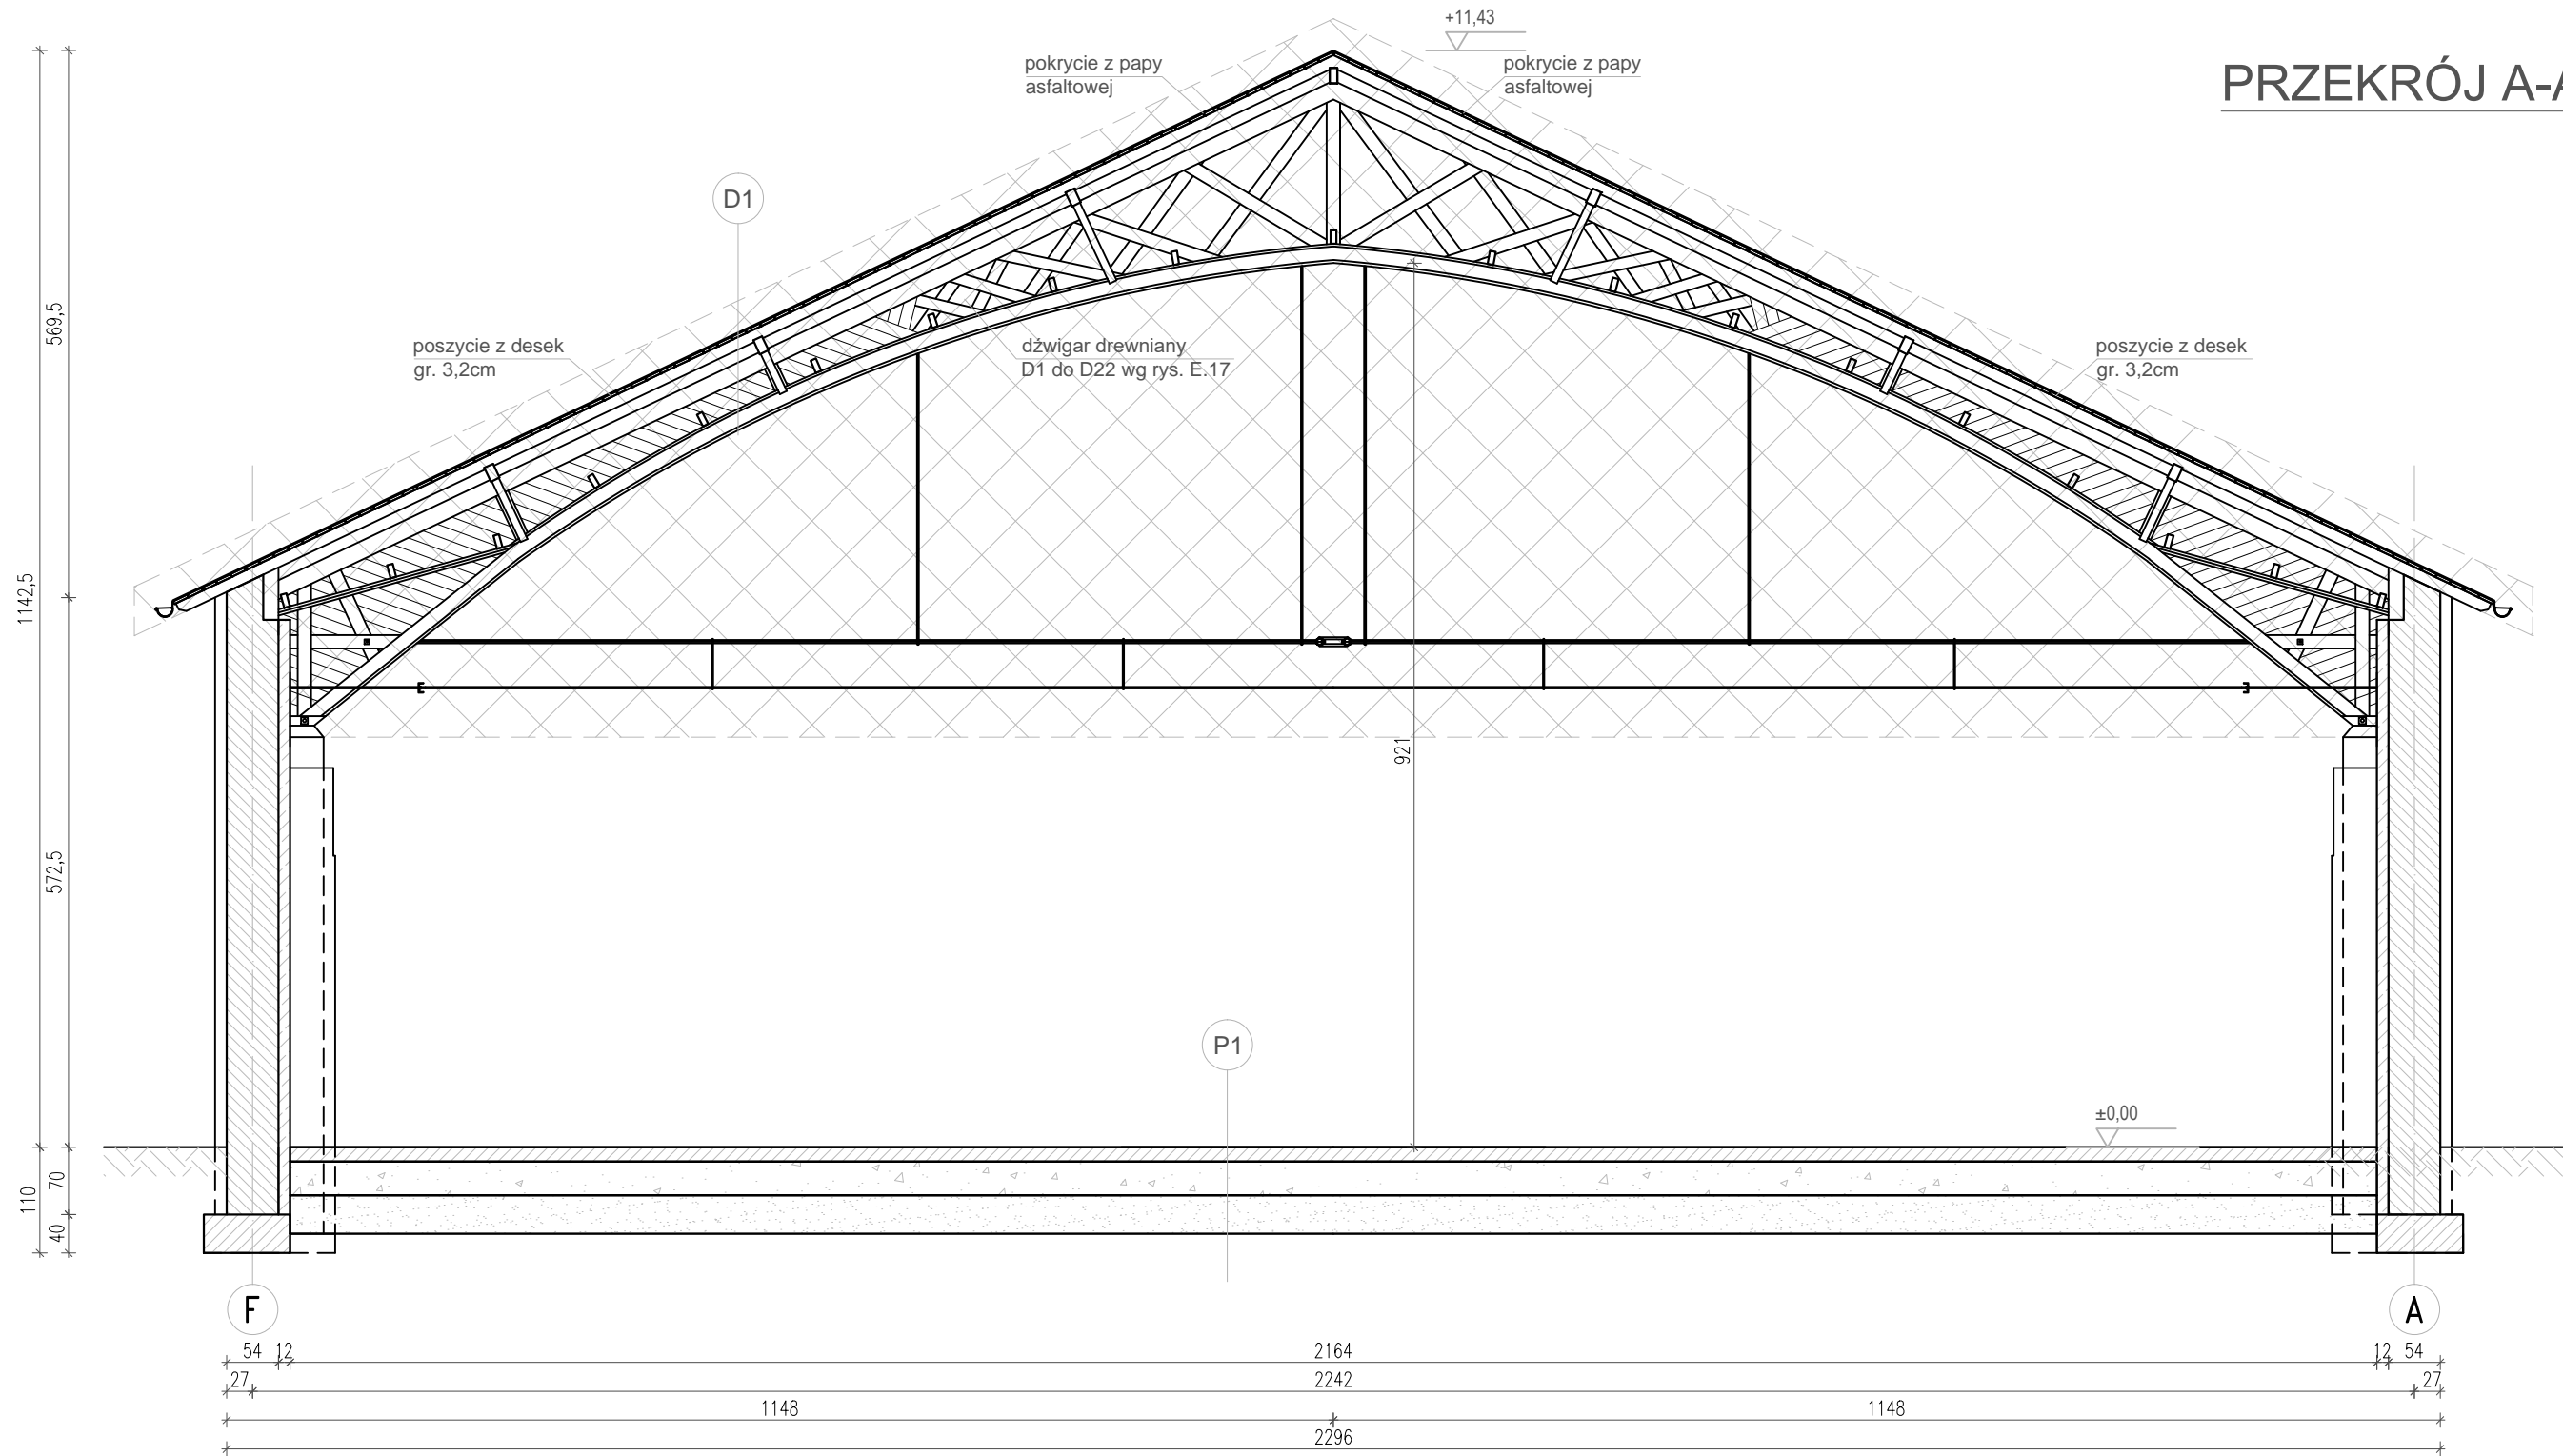 +11,43
PRZEKRÓJ A-A
pokrycie z papy
asfaltowej
pokrycie z papy
asfaltowej
D1
569,5
poszycie z desek
gr. 3,2cm
dźwigar drewniany
D1 do D22 wg rys. E.17
poszycie z desek
gr. 3,2cm
1142,5
921
572,5
P1
±0,00
110
70
40
F
A
54
12
2164
12
54
27
2242
27
1148
1148
2296